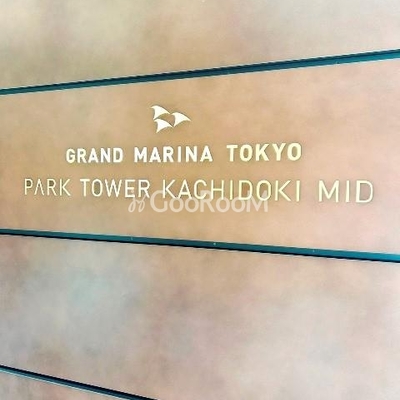 GRAND MARINA TOKYO
PARK TOWER KACHIDOKI MID
GOOROOM